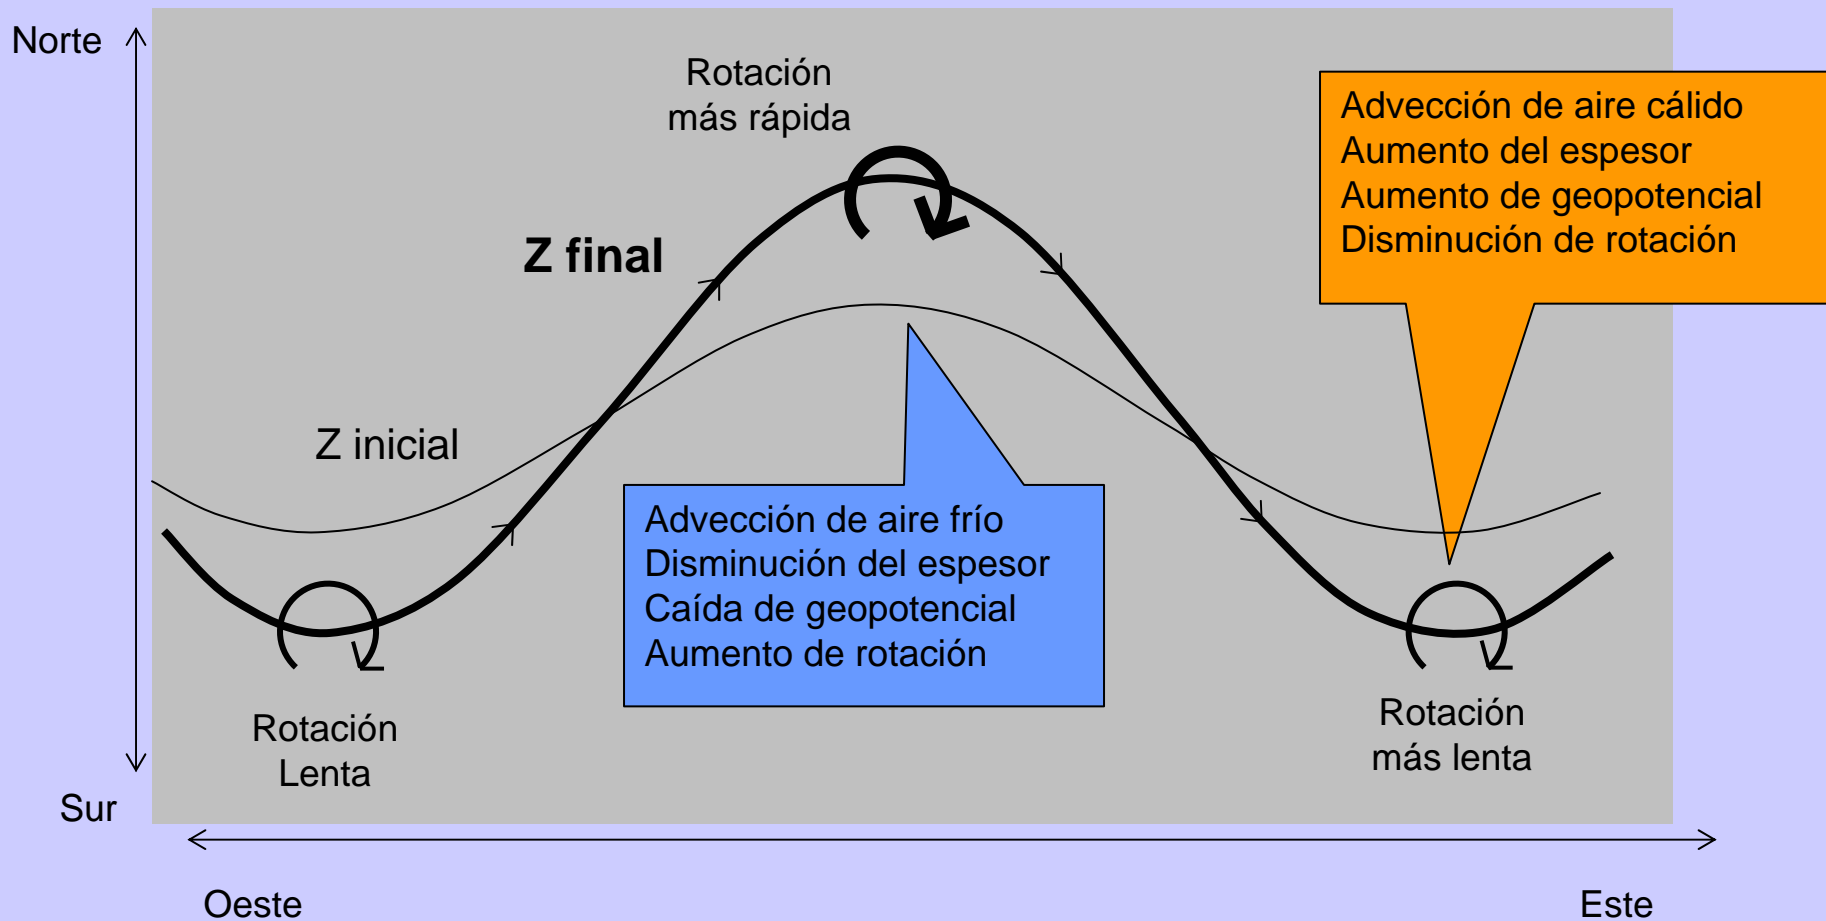 Norte
Rotación
más rápida
Advección de aire cálido
Aumento del espesor
Aumento de geopotencial
Disminución de rotación
Z final
Z inicial
Advección de aire frío
Disminución del espesor
Caída de geopotencial
Aumento de rotación
Rotación
Lenta
Rotación
más lenta
Sur
Oeste
Este